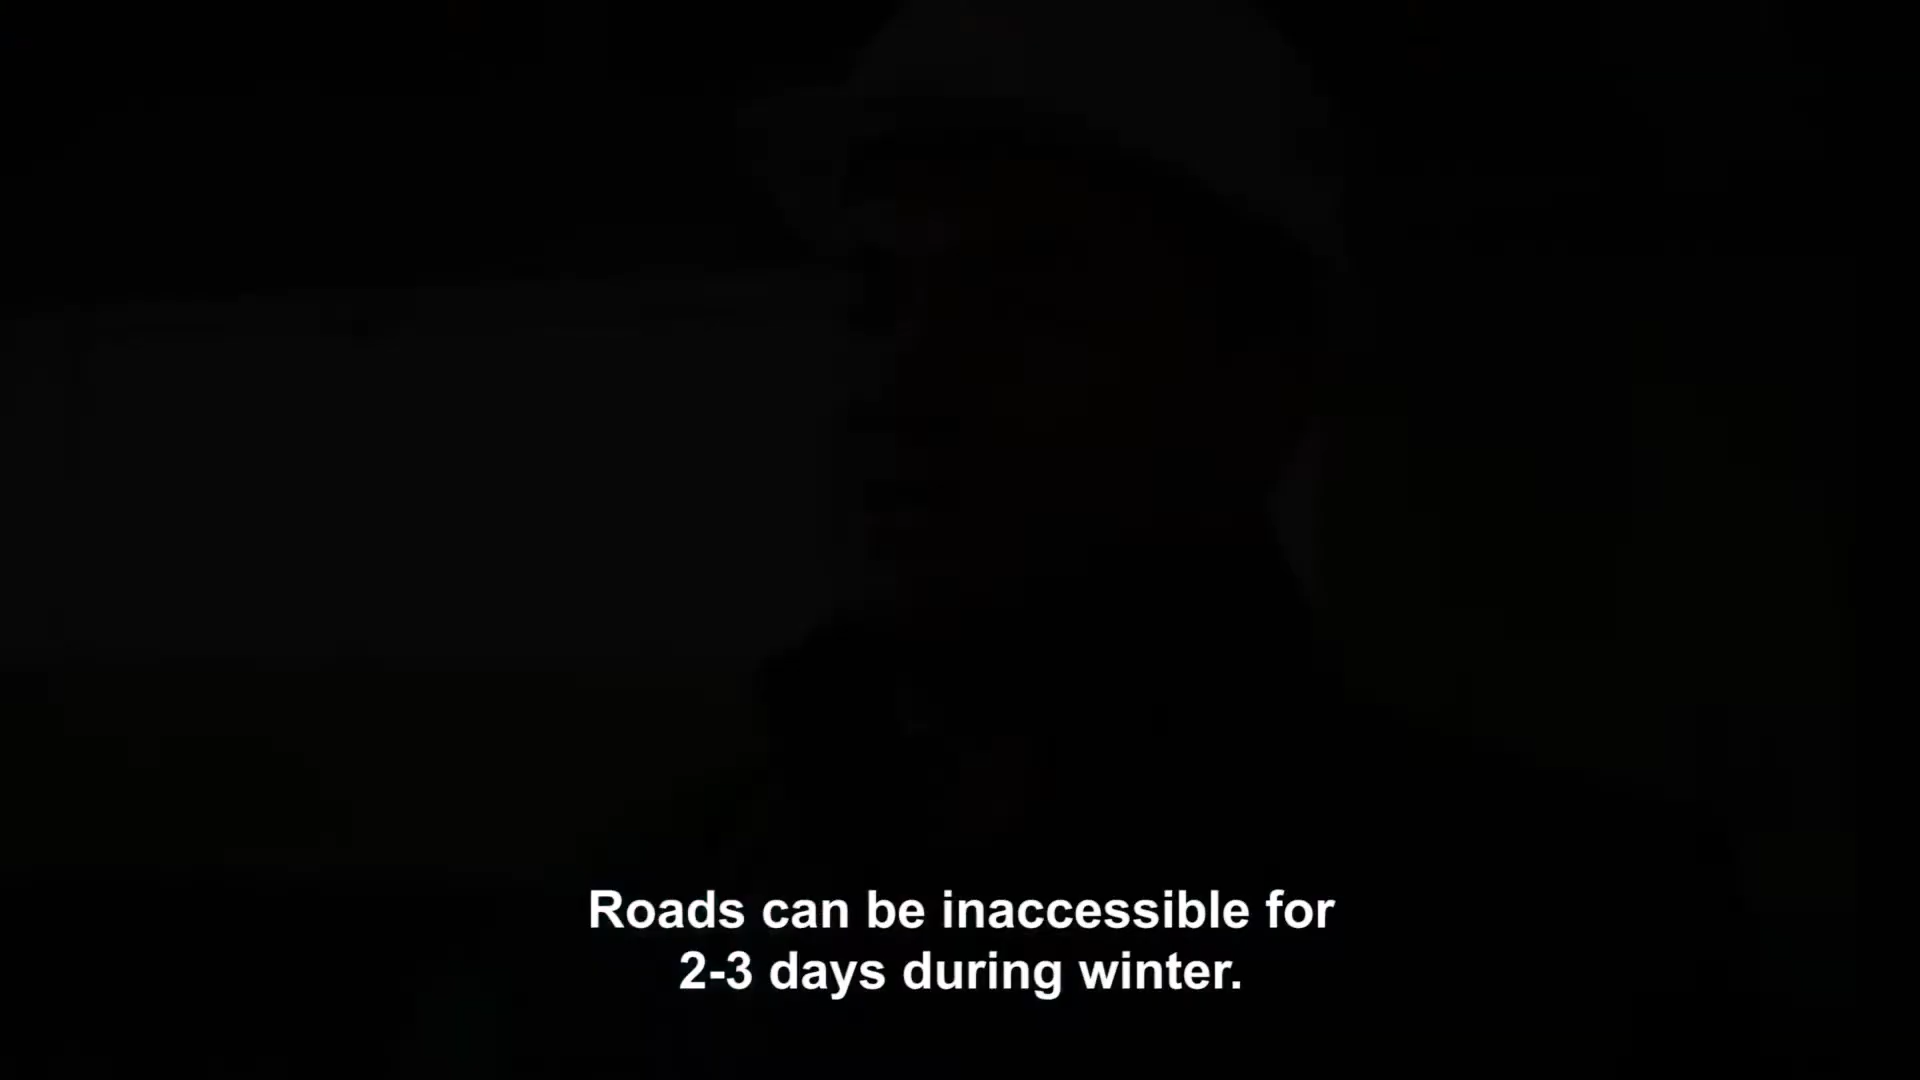 Roads can be inaccessible for
2-3 days during winter.